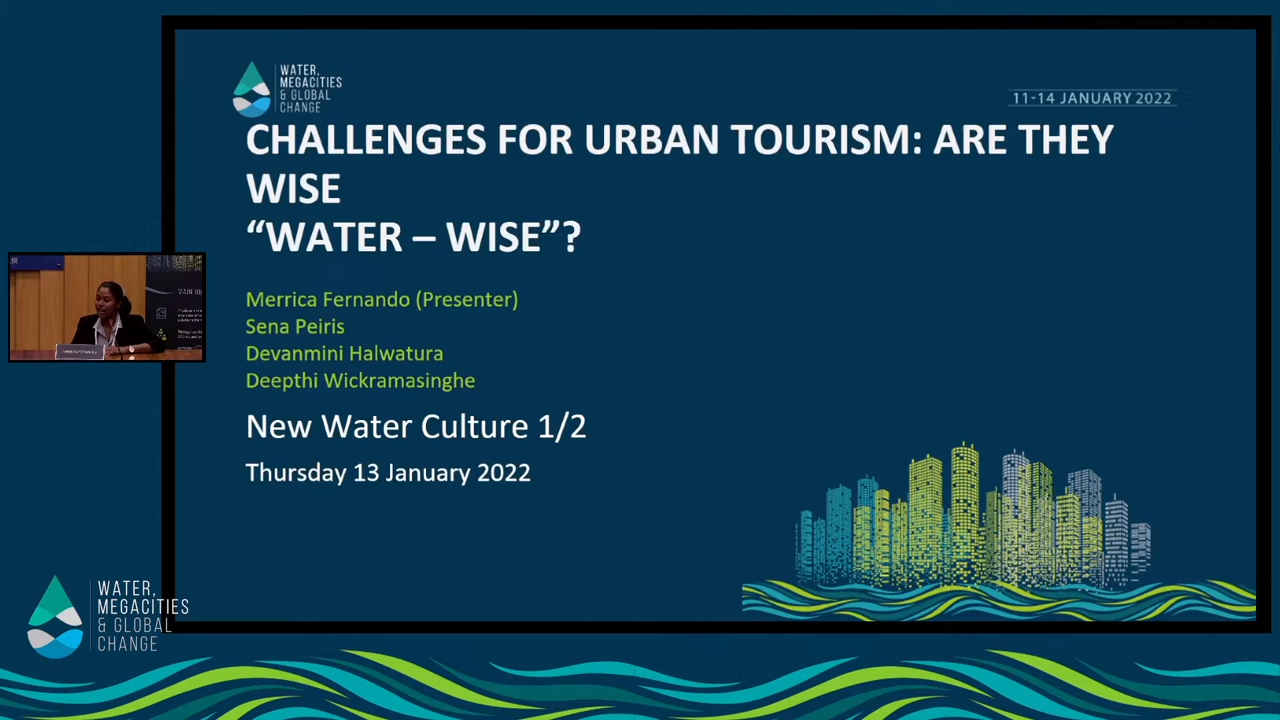 WATER,
MEGACITIES
& GLOBAL
CHANGE
11-14 JANUARY 2022
CHALLENGES FOR URBAN TOURISM: ARE THEY
WISE
“WATER – WISE”?
Merrica Fernando (Presenter)
Sena Peiris
Devanmini Halwatura
Deepthi Wickramasinghe
New Water Culture 1/2
Thursday 13 January 2022
MAIN OB
WATER,
MEGACITIES
& GLOBAL
CHANGE